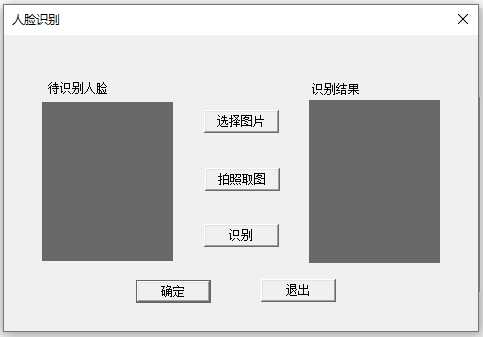 人脸识别
待识别人脸
识别结果
选择图片
拍照取图
识别
确定
退出